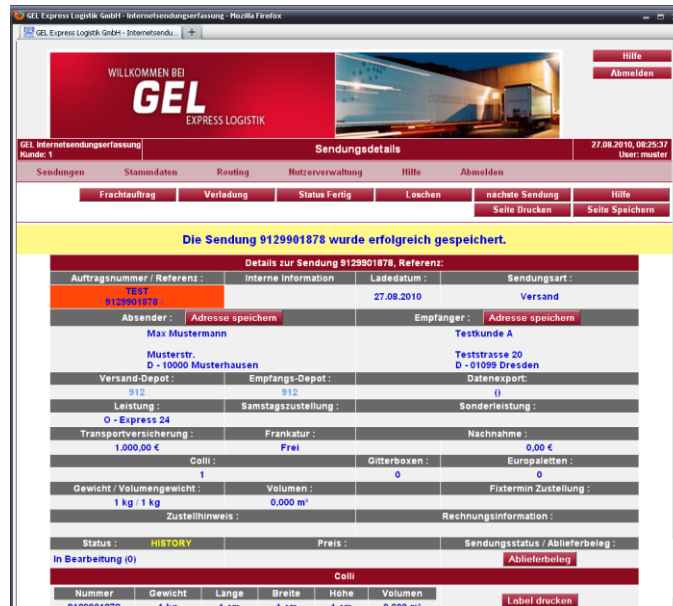 GEL Express Logistik GmbH - Internetsendungserfassung - Mozilla Firefox
GEL Express Logistik GmbH - Internetsendu... +
Hilfe
WILLKOMMEN BEI
Abmelden
GEL
EXPRESS LOGISTIK
GEL Internetsendungserfassung
Kunde: 1
Sendungsdetails
27.08.2010, 08:25:37
User: muster
Sendungen Stammdaten Routing Nutzerverwaltung Hilfe Abmelden
Frachtauftrag Verladung Status Fertig Löschen nächste Sendung Hilfe
Seite Drucken Seite Speichern
Die Sendung 9129901878 wurde erfolgreich gespeichert.
Details zur Sendung 9129901878, Referenz:
Auftragsnummer / Referenz : Interne Information Ladedatum : Sendungsart :
TEST
9129901878 /
27.08.2010 Versand
Absender : Adresse speichern Empfänger : Adresse speichern
Max Mustermann Testkunde A
Musterstr. Teststrasse 20
D - 10000 Musterhausen D - 01099 Dresden
Versand-Depot : Empfangs-Depot : Datenexport:
912 912 ()
Leistung : Samstagszustellung : Sonderleistung :
O - Express 24
Transportversicherung : Frankatur : Nachnahme :
1.000,00 € Frei 0,00 €
Colli : Gitterboxen : Europaletten :
1 0 0
Gewicht / Volumengewicht : Volumen : Fixtermin Zustellung :
1 kg / 1 kg 0,000 m³
Zustellhinweis : Rechnungsinformation :
Status : HISTORY Preis : Sendungsstatus / Ablieferbeleg :
In Bearbeitung (0) Ablieferbeleg
Colli
Nummer Gewicht Länge Breite Höhe Volumen
Label drucken